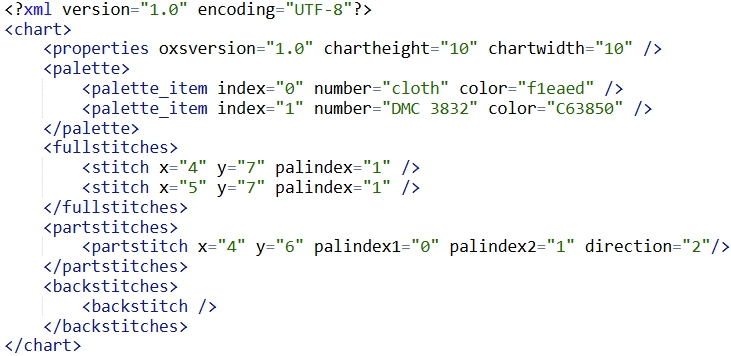 <?xml version="1.0" encoding="UTF-8"?>
<chart>
<properties oxsversion="1.0" chartheight="10" chartwidth="10" />
<palette>
<palette_item index="0" number="cloth" color="f1eaed" />
<palette_item index="1" number="DMC 3832" color="C63850" />
</palette>
<fullstitches>
<stitch x="4" y="7" palindex="1" />
<stitch x="5" y="7" palindex="1" />
</fullstitches>
<partstitches>
<partstitch x="4" y="6" palindex1="0" palindex2="1" direction="2"/>
</partstitches>
<backstitches>
<backstitch />
</backstitches>
</chart>